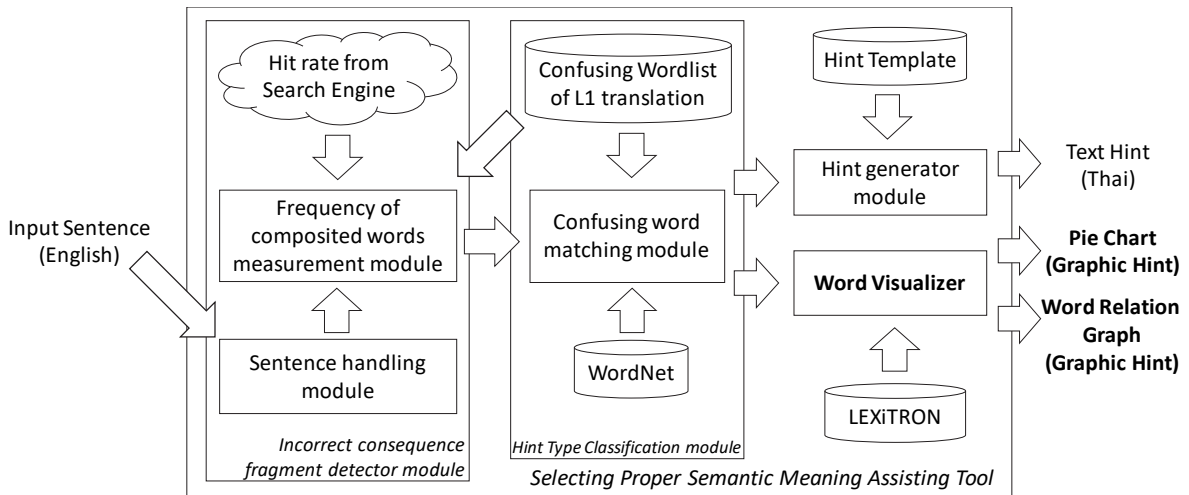 Hit rate from
Search Engine
Confusing Wordlist
of L1 translation
Hint Template
Input Sentence
(English)
Frequency of
composited words
measurement module
Confusing word
matching module
Hint generator
module
Text Hint
(Thai)
Word Visualizer
Pie Chart
(Graphic Hint)
Word Relation
Graph
(Graphic Hint)
Sentence handling
module
WordNet
LEXiTRON
Incorrect consequence
fragment detector module
Hint Type Classification module
Selecting Proper Semantic Meaning Assisting Tool